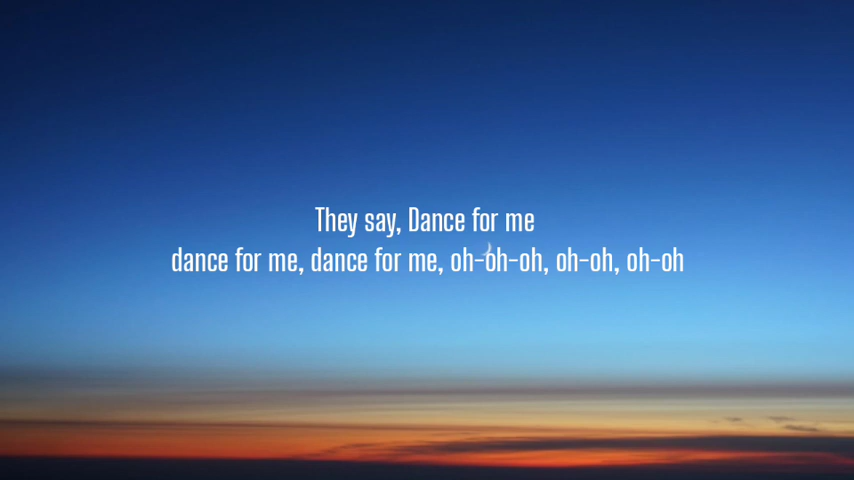 They say, Dance for me
dance for me, dance for me, oh-oh-oh, oh-oh, oh-oh